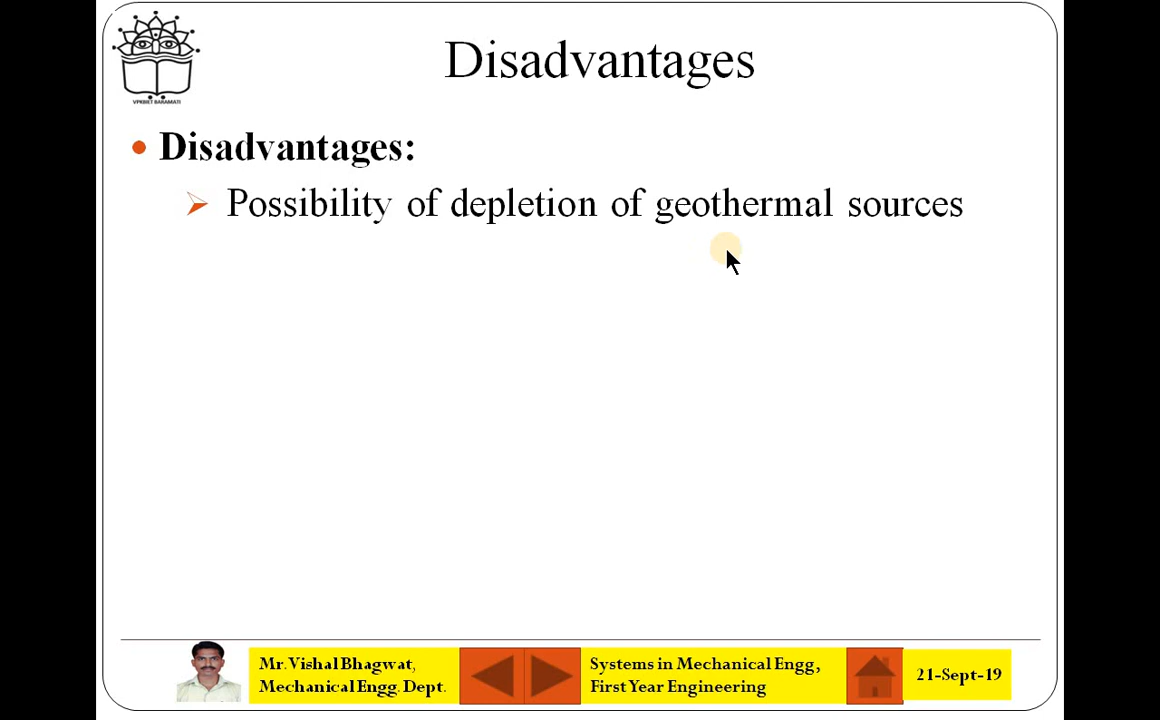 VPKBIET BARAMATI
Disadvantages
Disadvantages:
Possibility of depletion of geothermal sources
Mr. Vishal Bhagwat,
Mechanical Engg. Dept.
Systems in Mechanical Engg,
First Year Engineering
21-Sept-19